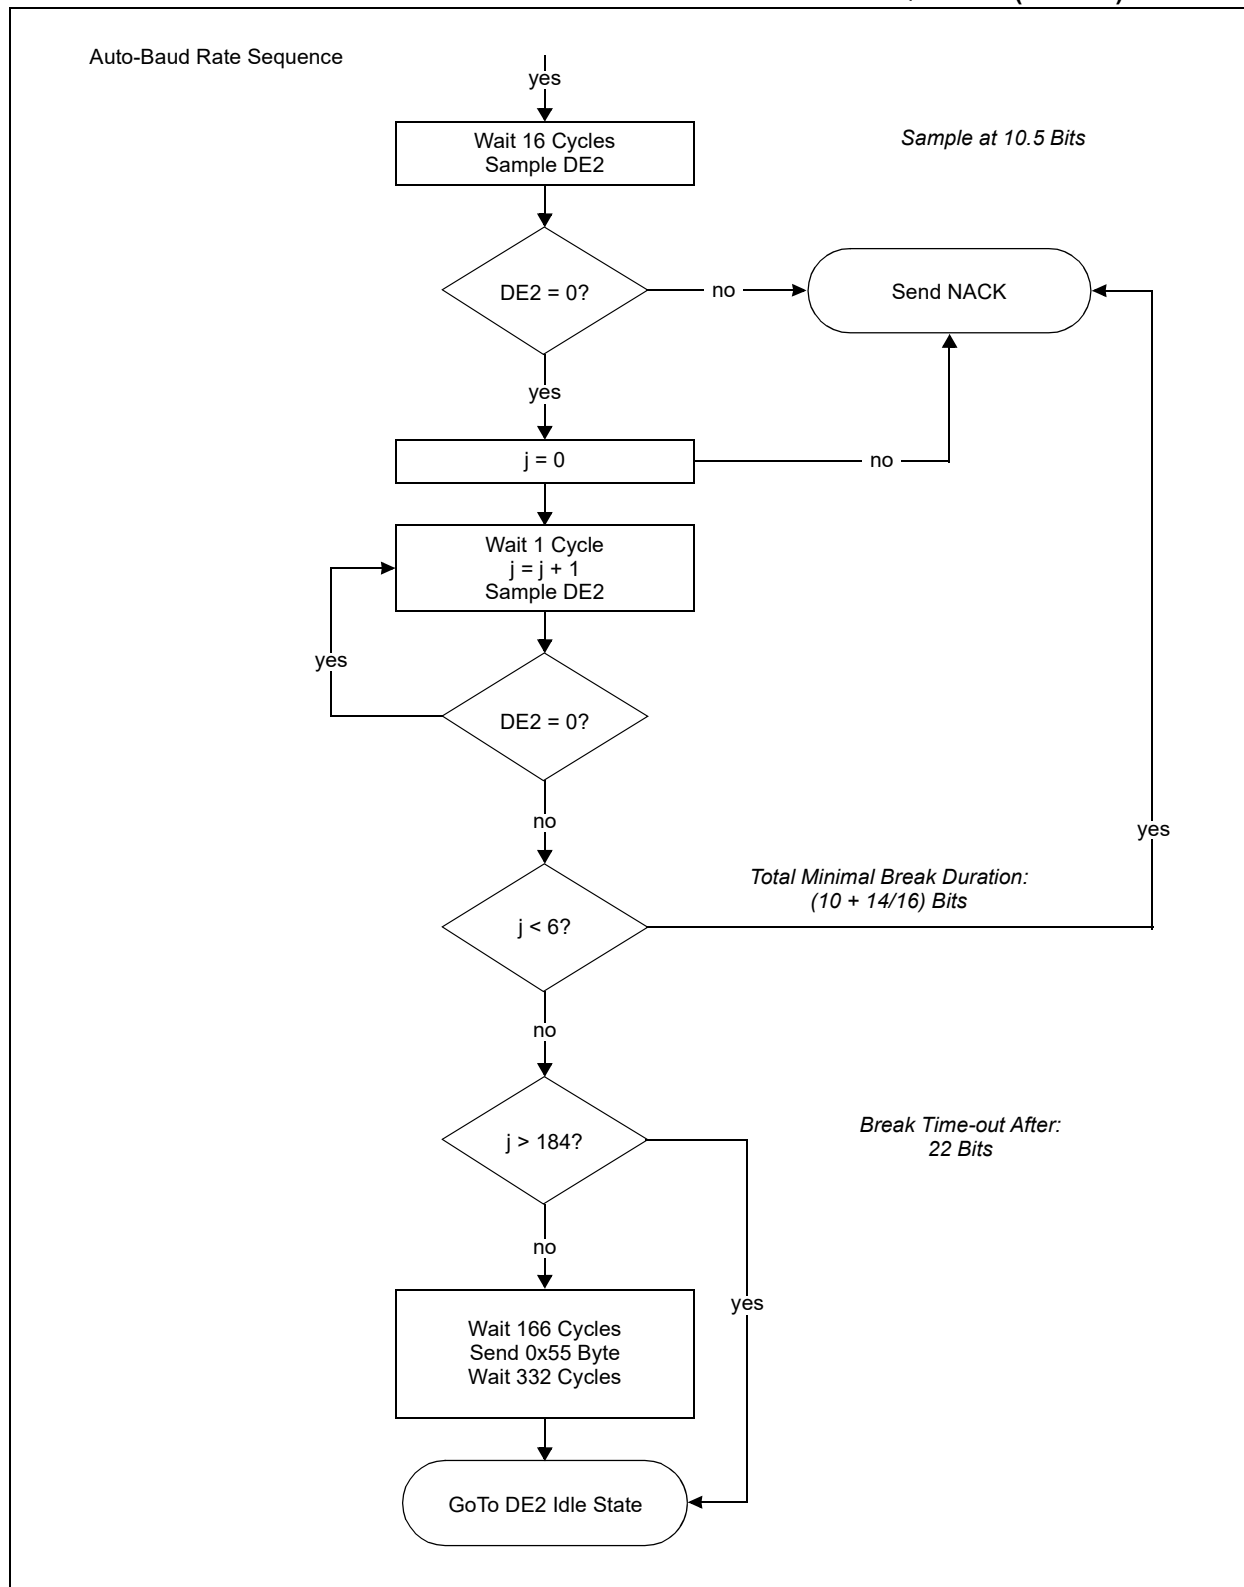 Auto-Baud Rate Sequence
yes
Wait 16 Cycles
Sample DE2
Sample at 10.5 Bits
DE2 = 0?
no
Send NACK
yes
j = 0
no
Wait 1 Cycle
j = j + 1
Sample DE2
yes
DE2 = 0?
no
yes
Total Minimal Break Duration:
(10 + 14/16) Bits
j < 6?
no
j > 184?
Break Time-out After:
22 Bits
no
yes
Wait 166 Cycles
Send 0x55 Byte
Wait 332 Cycles
GoTo DE2 Idle State